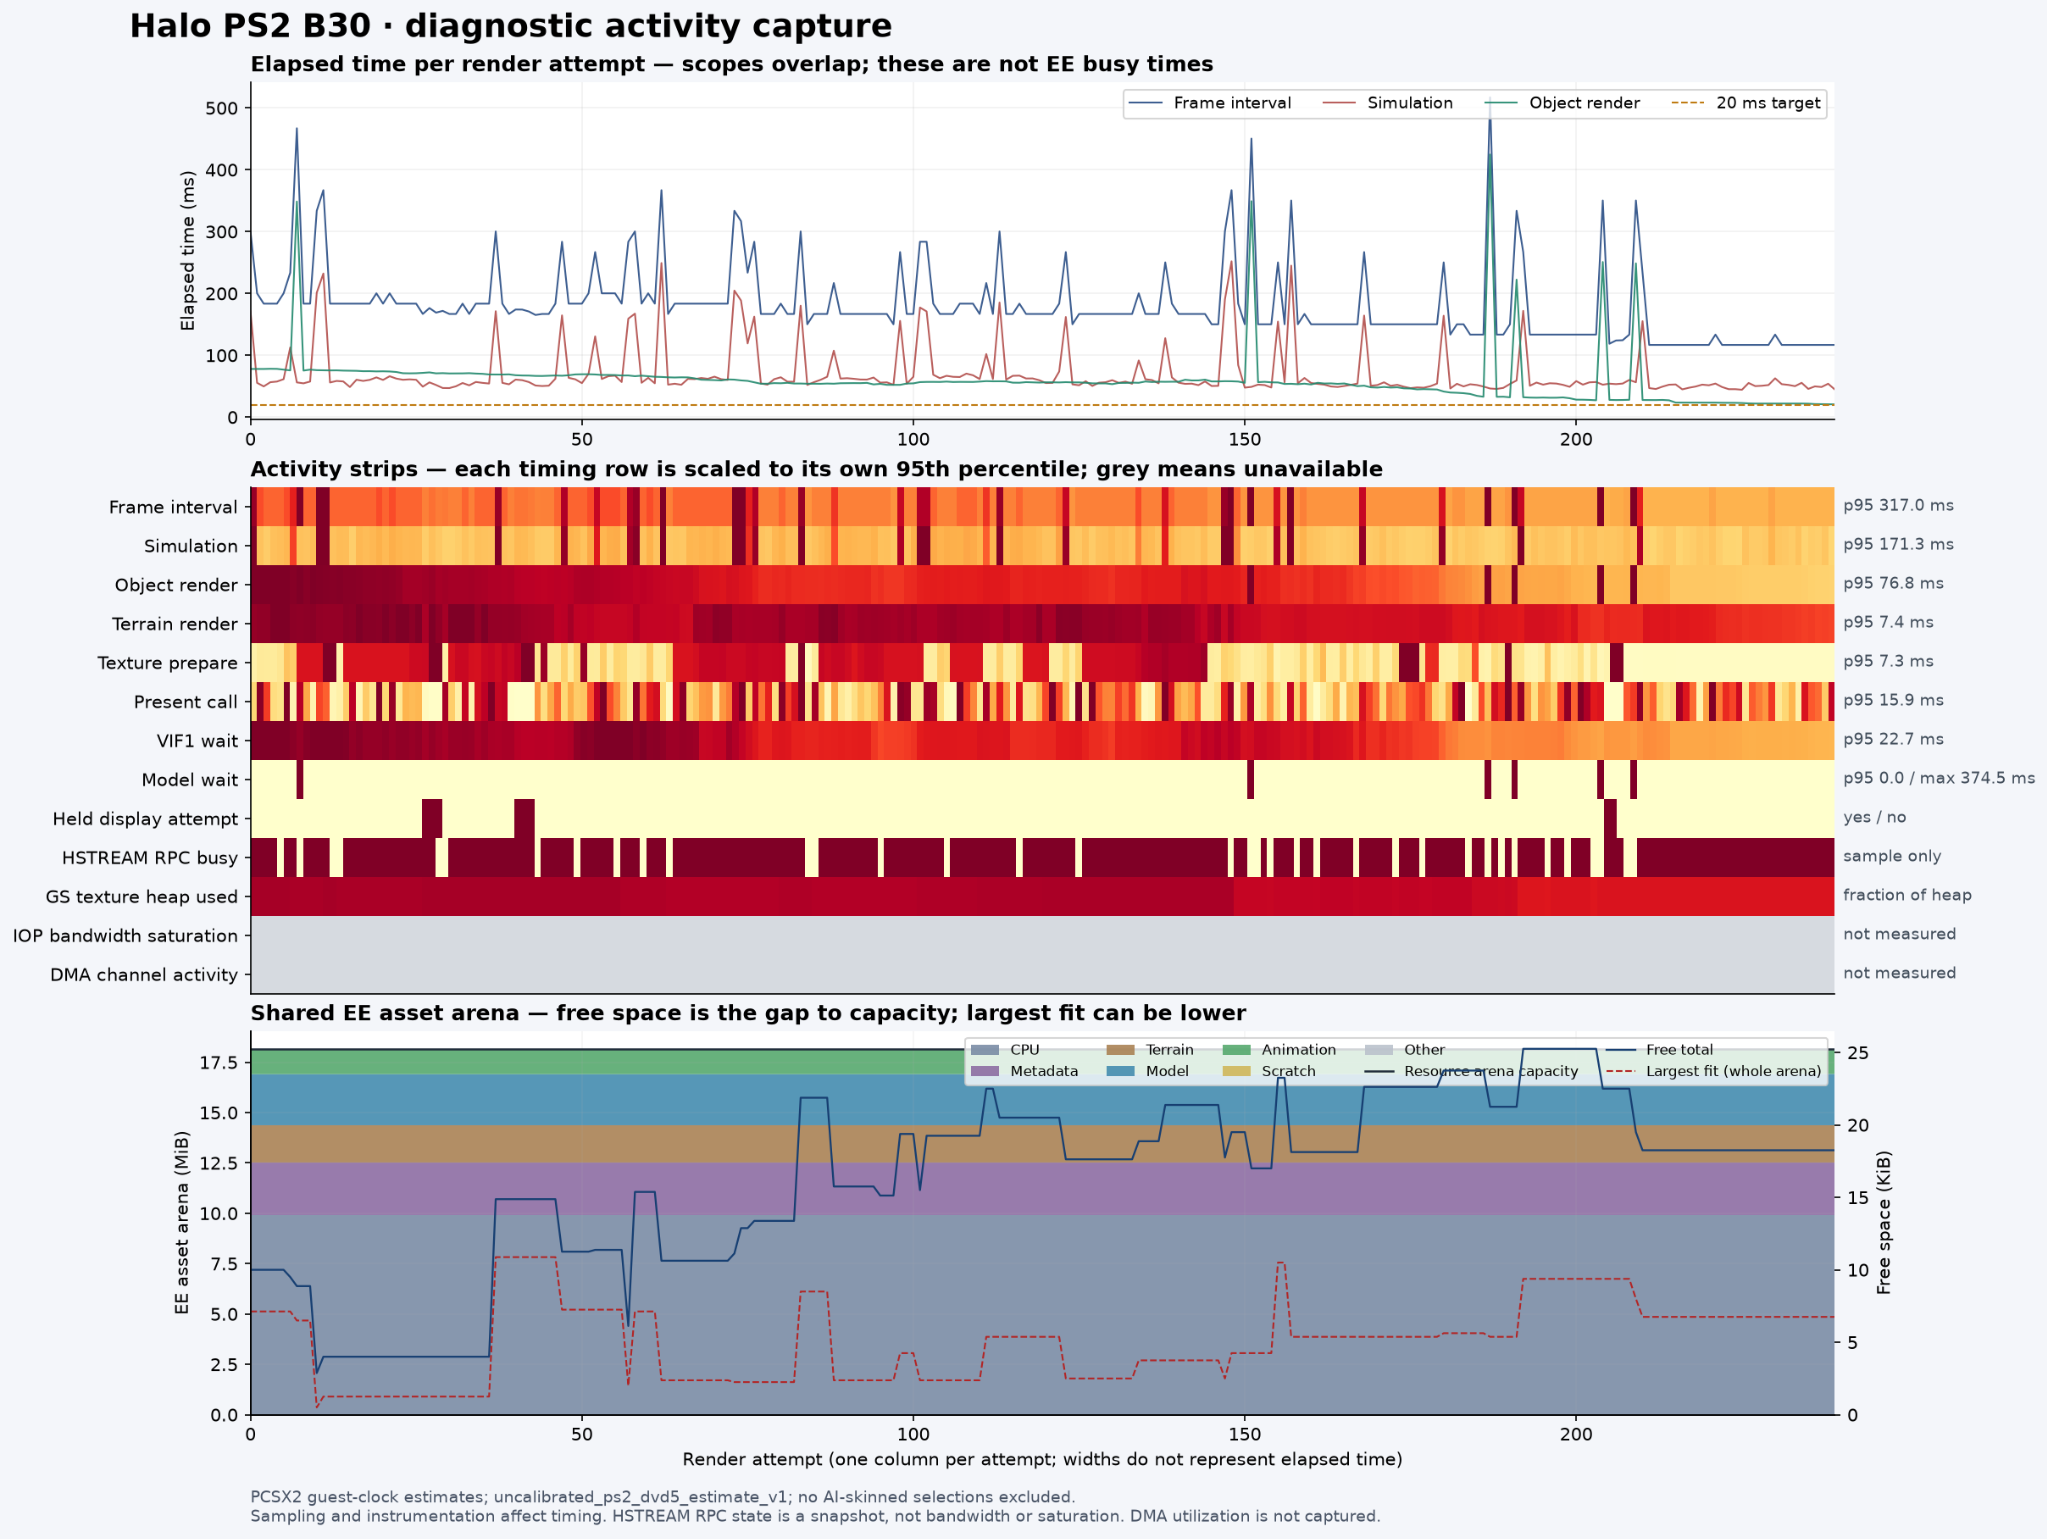 Halo PS2 B30 · diagnostic activity capture
Elapsed time per render attempt — scopes overlap; these are not EE busy times
Frame interval
Simulation
Object render
20 ms target
Elapsed time (ms)
500
400
300
200
100
0
0
50
100
150
200
Activity strips — each timing row is scaled to its own 95th percentile; grey means unavailable
Frame interval
p95 317.0 ms
Simulation
p95 171.3 ms
Object render
p95 76.8 ms
Terrain render
p95 7.4 ms
Texture prepare
p95 7.3 ms
Present call
p95 15.9 ms
VIF1 wait
p95 22.7 ms
Model wait
p95 0.0 / max 374.5 ms
Held display attempt
yes / no
HSTREAM RPC busy
sample only
GS texture heap used
fraction of heap
IOP bandwidth saturation
not measured
DMA channel activity
not measured
Shared EE asset arena — free space is the gap to capacity; largest fit can be lower
CPU
Terrain
Animation
Other
Free total
Metadata
Model
Scratch
Resource arena capacity
Largest fit (whole arena)
EE asset arena (MiB)
17.5
15.0
12.5
10.0
7.5
5.0
2.5
0.0
Free space (KiB)
25
20
15
10
5
0
0
50
100
150
200
Render attempt (one column per attempt; widths do not represent elapsed time)
PCSX2 guest-clock estimates; uncalibrated_ps2_dvd5_estimate_v1; no AI-skinned selections excluded.
Sampling and instrumentation affect timing. HSTREAM RPC state is a snapshot, not bandwidth or saturation. DMA utilization is not captured.